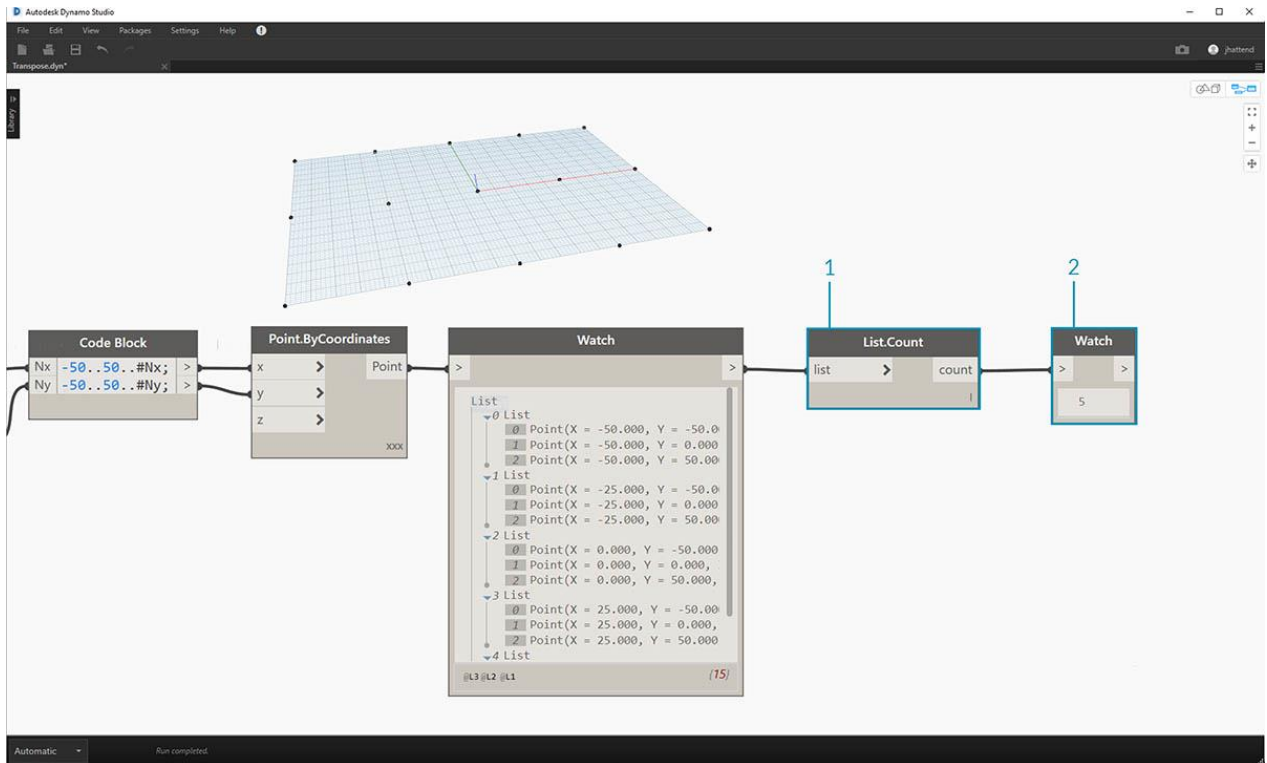 Autodesk Dynamo Studio
File Edit View Packages Settings Help
jhattend
Transpose.dyn*
Library
1
2
Code Block
Nx -50..50..#Nx; >
Ny -50..50..#Ny; >
Point.ByCoordinates
x > Point
y >
z >
xxx
Watch
> >
List
0 List
0 Point(X = -50.000, Y = -50.0
1 Point(X = -50.000, Y = 0.000
2 Point(X = -50.000, Y = 50.00
1 List
0 Point(X = -25.000, Y = -50.0
1 Point(X = -25.000, Y = 0.000
2 Point(X = -25.000, Y = 50.00
2 List
0 Point(X = 0.000, Y = -50.000
1 Point(X = 0.000, Y = 0.000,
2 Point(X = 0.000, Y = 50.000,
3 List
0 Point(X = 25.000, Y = -50.00
1 Point(X = 25.000, Y = 0.000,
2 Point(X = 25.000, Y = 50.000
4 List
@L3 @L2 @L1 {15}
List.Count
list > count
l
Watch
> >
5
Automatic Run completed.